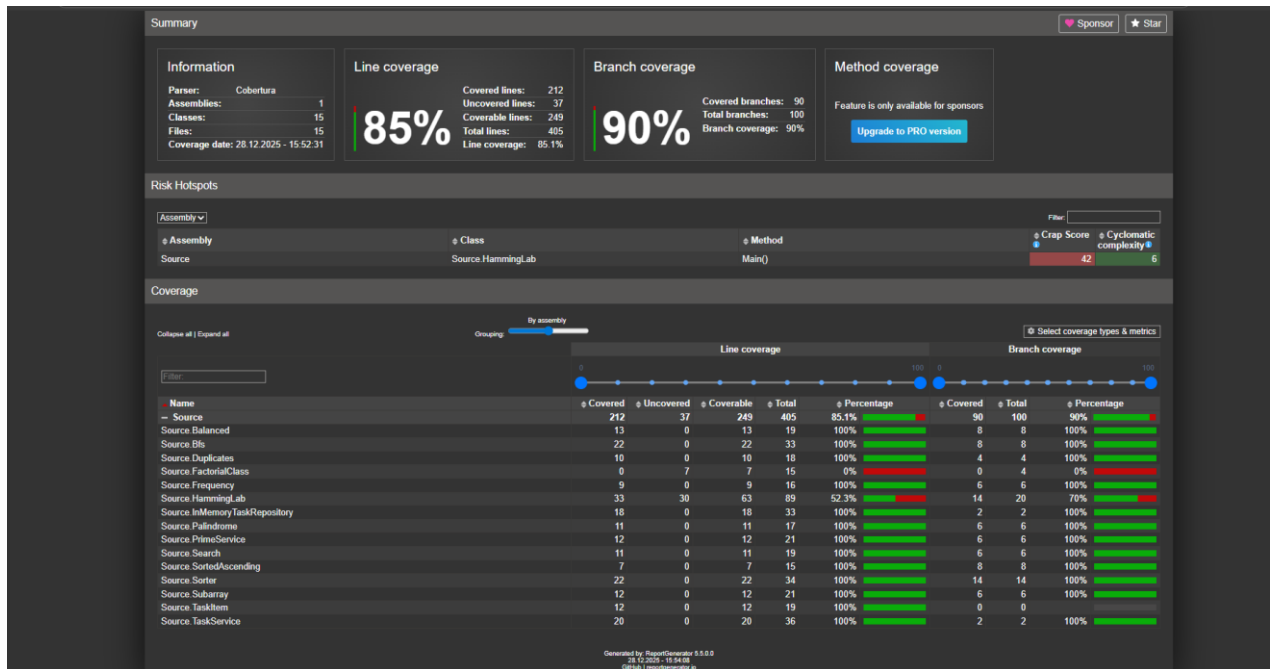 Summary
Sponsor
Star
Information
Parser: Cobertura
Assemblies: 1
Classes: 15
Files: 15
Coverage date: 28.12.2025 - 15:52:31
Line coverage
85%
Covered lines: 212
Uncovered lines: 37
Coverable lines: 249
Total lines: 405
Line coverage: 85.1%
Branch coverage
90%
Covered branches: 90
Total branches: 100
Branch coverage: 90%
Method coverage
Feature is only available for sponsors
Upgrade to PRO version
Risk Hotspots
Assembly
Filter:
Assembly Class Method Crap Score Cyclomatic complexity
Source Source.HammingLab Main() 42 6
Coverage
Collapse all | Expand all
By assembly
Grouping:
Select coverage types & metrics
Line coverage Branch coverage
Filter:
0 100 0 100
Name Covered Uncovered Coverable Total Percentage Covered Total Percentage
– Source 212 37 249 405 85.1% 90 100 90%
Source.Balanced 13 0 13 19 100% 8 8 100%
Source.Bfs 22 0 22 33 100% 8 8 100%
Source.Duplicates 10 0 10 18 100% 4 4 100%
Source.FactorialClass 0 7 7 15 0% 0 4 0%
Source.Frequency 9 0 9 16 100% 6 6 100%
Source.HammingLab 33 30 63 89 52.3% 14 20 70%
Source.InMemoryTaskRepository 18 0 18 33 100% 2 2 100%
Source.Palindrome 11 0 11 17 100% 6 6 100%
Source.PrimeService 12 0 12 21 100% 6 6 100%
Source.Search 11 0 11 19 100% 6 6 100%
Source.SortedAscending 7 0 7 15 100% 8 8 100%
Source.Sorter 22 0 22 34 100% 14 14 100%
Source.Subarray 12 0 12 21 100% 6 6 100%
Source.TaskItem 12 0 12 19 100% 0 0
Source.TaskService 20 0 20 36 100% 2 2 100%
Generated by: ReportGenerator 5.5.0.0
28.12.2025 - 15:54:08
GitHub | reportgenerator.io